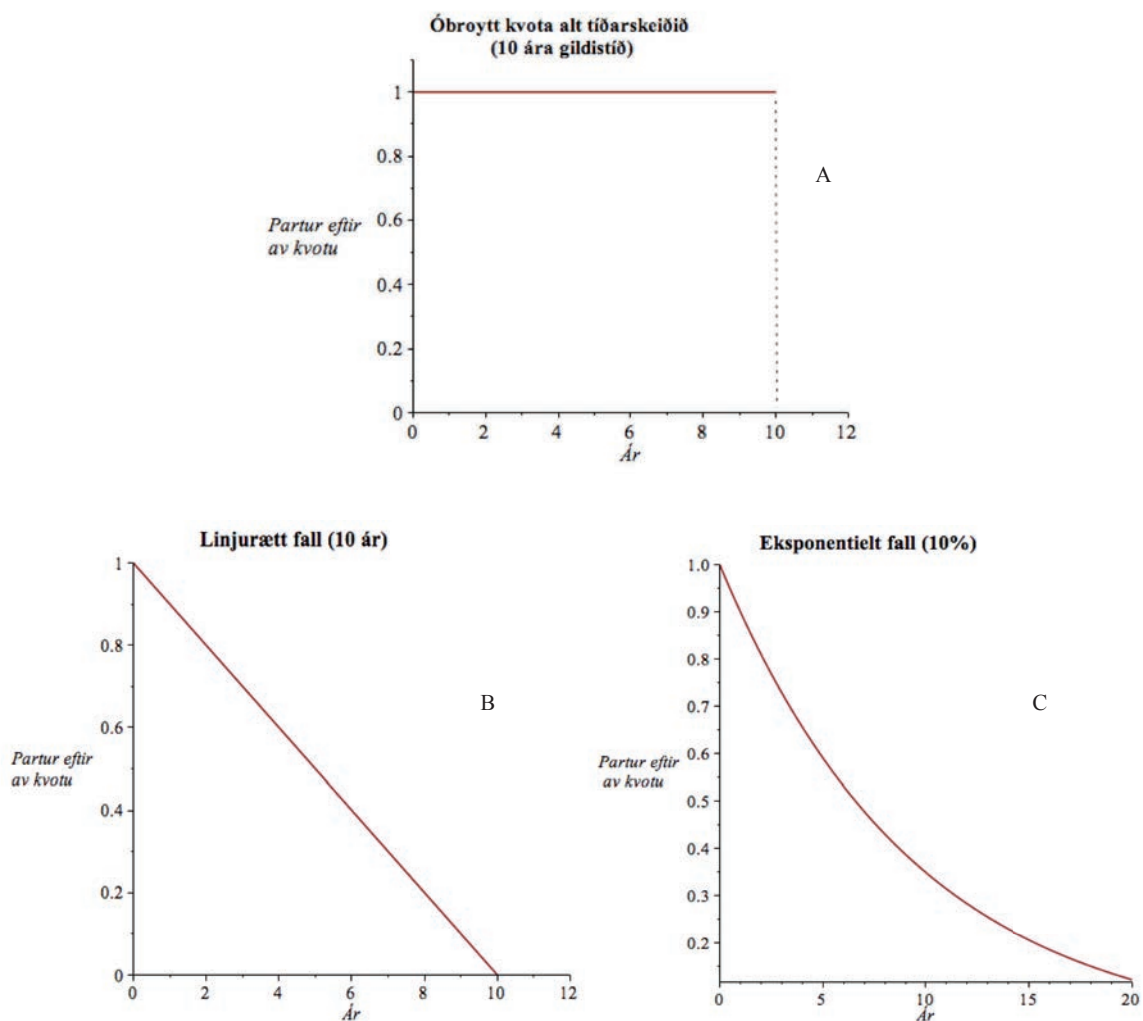 Óbroytt kvota alt tíðarskeiðið
(10 ára gildistíð)
1
0.8
0.6
0.4
0.2
0
Partur eftir
av kvotu
A
0 2 4 6 8 10 12
Ár
Linjurætt fall (10 ár)
1
0.8
0.6
0.4
0.2
0
Partur eftir
av kvotu
B
0 2 4 6 8 10 12
Ár
Eksponentielt fall (10%)
1.0
0.9
0.8
0.7
0.6
0.5
0.4
0.3
0.2
Partur eftir
av kvotu
C
0 5 10 15 20
Ár